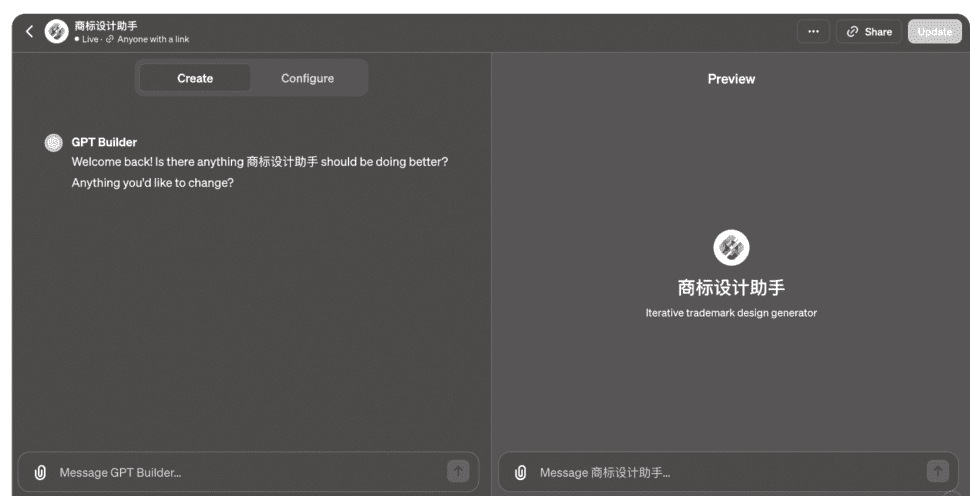 商标设计助手
Live · Anyone with a link
... Share Update
Create Configure
Preview
GPT Builder
Welcome back! Is there anything 商标设计助手 should be doing better?
Anything you'd like to change?
商标设计助手
Iterative trademark design generator
Message GPT Builder...
Message 商标设计助手...